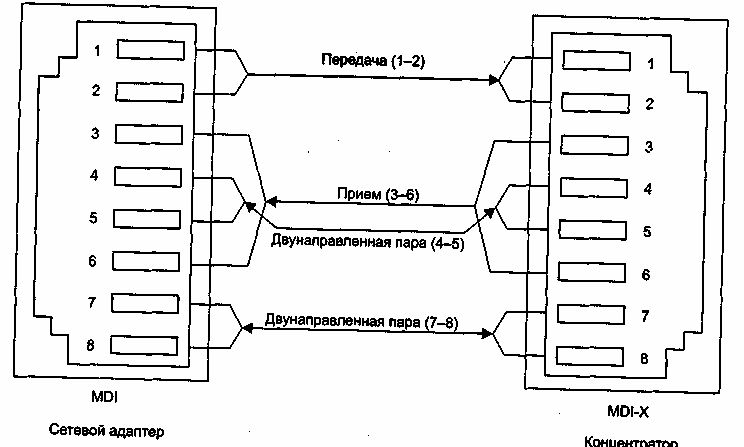 Передача (1–2)
1
2
3
4
5
6
7
8
1
2
3
4
5
6
7
8
Прием (3–6)
Двунаправленная пара (4–5)
Двунаправленная пара (7–8)
MDI
MDI-X
Сетевой адаптер
Концентратор